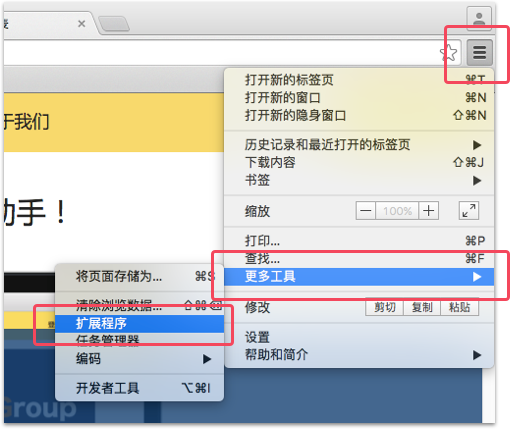 于我们
助手！
Group
打开新的标签页 ⌘T
打开新的窗口 ⌘N
打开新的隐身窗口 ⇧⌘N
历史记录和最近打开的标签页 ▶
下载内容 ⇧⌘J
书签 ▶
缩放 — 100% +
打印... ⌘P
查找... ⌘F
更多工具 ▶
修改 剪切 复制 粘贴
设置
帮助和简介 ▶
将页面存储为... ⌘S
清除浏览数据... ⇧⌘⌫
扩展程序
任务管理器
编码 ▶
开发者工具 ⌥⌘I